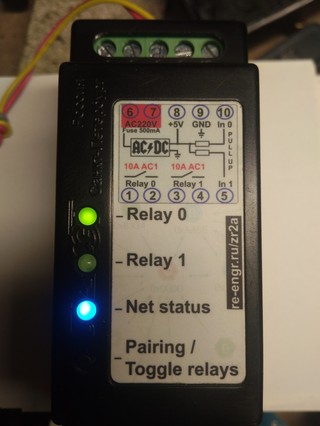 6 7 8 9 10
AC220V +5V GND In 0
Fuse 500mA
AC DC
PULL UP
10A AC1 10A AC1
Relay 0 Relay 1 In 1
1 2 3 4 5
Relay 0
Relay 1
Net status
Pairing /
Toggle relays
re-engr.ru/zr2a